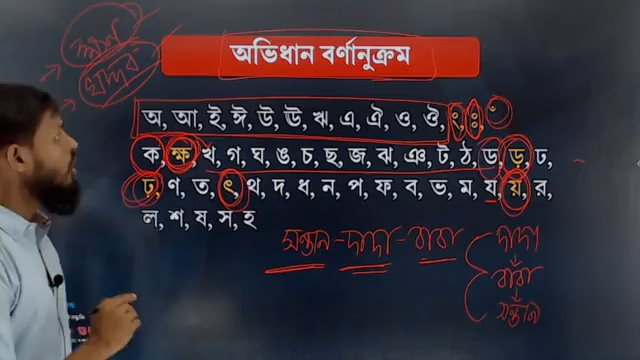 অভিধান বর্ণানুক্রম
অ, আ, ই, ঈ, উ, ঊ, ঋ, এ, ঐ, ও, ঔ, ং, ঃ, ঁ
ক, ক্ষ, খ, গ, ঘ, ঙ, চ, ছ, জ, ঝ, ঞ, ট, ঠ, ড, ড়, ঢ,
ঢ়, ণ, ত, ৎ, থ, দ, ধ, ন, প, ফ, ব, ভ, ম, য, য়, র,
ল, শ, ষ, স, হ
সন্তান - দাদা - বাবা
দাদা
বাবা
সন্তান